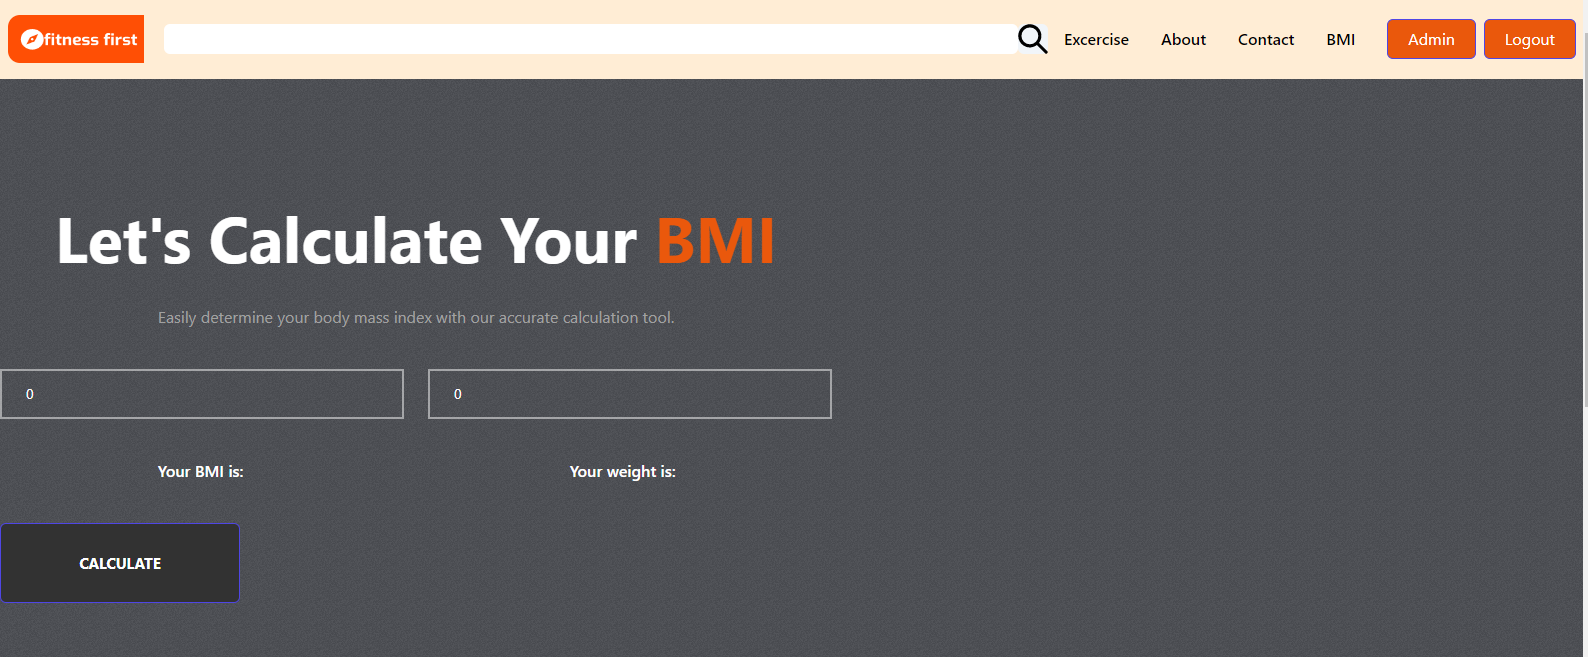 fitness first
Excercise About Contact BMI Admin Logout
Let's Calculate Your BMI
Easily determine your body mass index with our accurate calculation tool.
0 0
Your BMI is: Your weight is:
CALCULATE